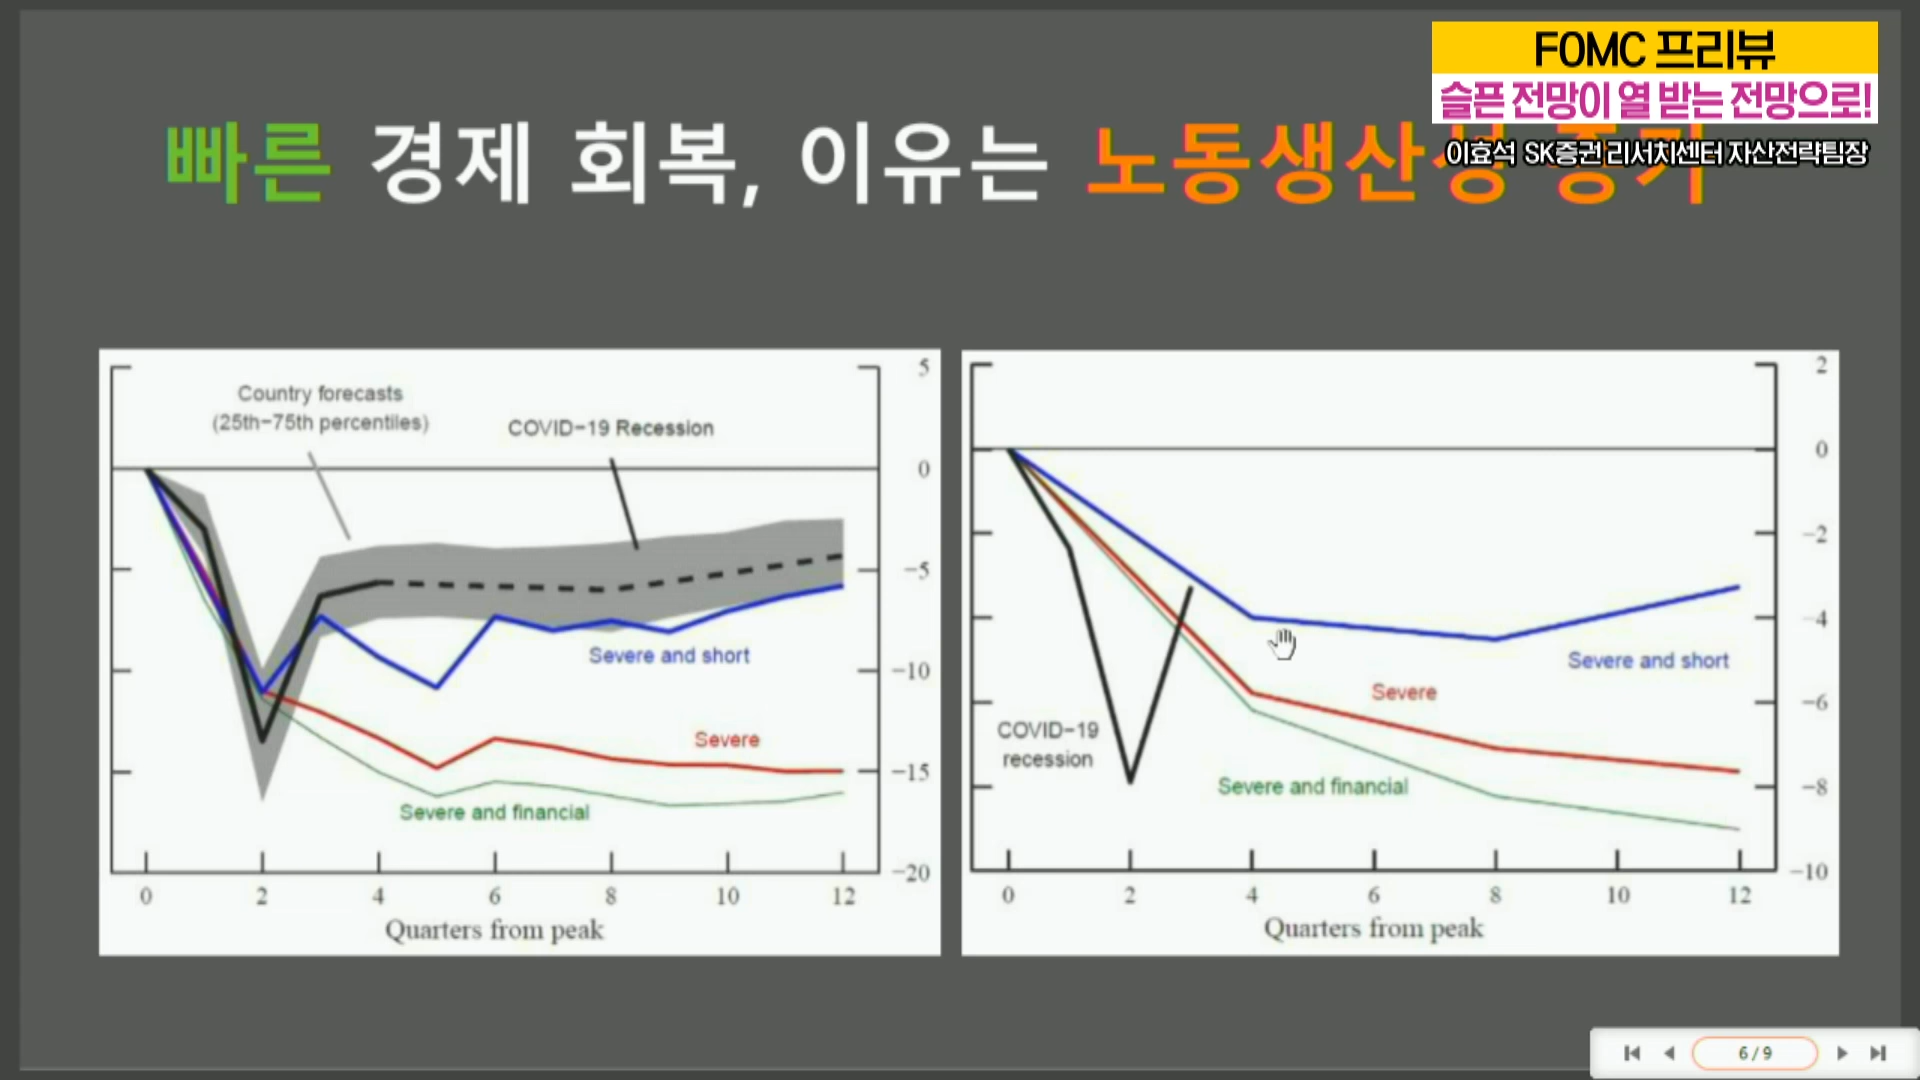 FOMC 프리뷰
슬픈 전망이 열 받는 전망으로!
이효석 SK증권 리서치센터 자산전략팀장
빠른 경제 회복, 이유는 노동생산성 증가
Country forecasts
(25th-75th percentiles)
COVID-19 Recession
Severe and short
Severe
Severe and financial
5
0
-5
-10
-15
-20
0 2 4 6 8 10 12
Quarters from peak
COVID-19
recession
Severe and short
Severe
Severe and financial
2
0
-2
-4
-6
-8
-10
0 2 4 6 8 10 12
Quarters from peak
6 / 9